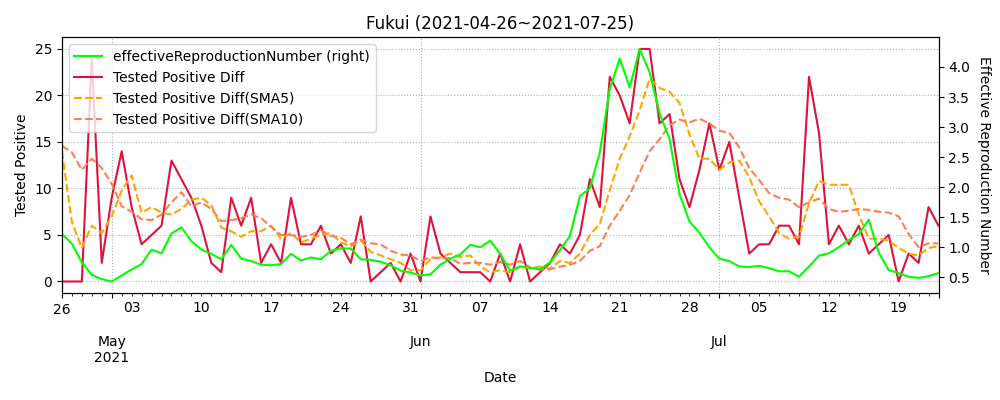 Fukui (2021-04-26~2021-07-25)
effectiveReproductionNumber (right)
Tested Positive Diff
Tested Positive Diff(SMA5)
Tested Positive Diff(SMA10)
Tested Positive
25
20
15
10
5
0
4.0
3.5
3.0
2.5
2.0
1.5
1.0
0.5
Effective Reproduction Number
26 03 10 17 24 31 07 14 21 28 05 12 19
May Jun Jul
2021
Date